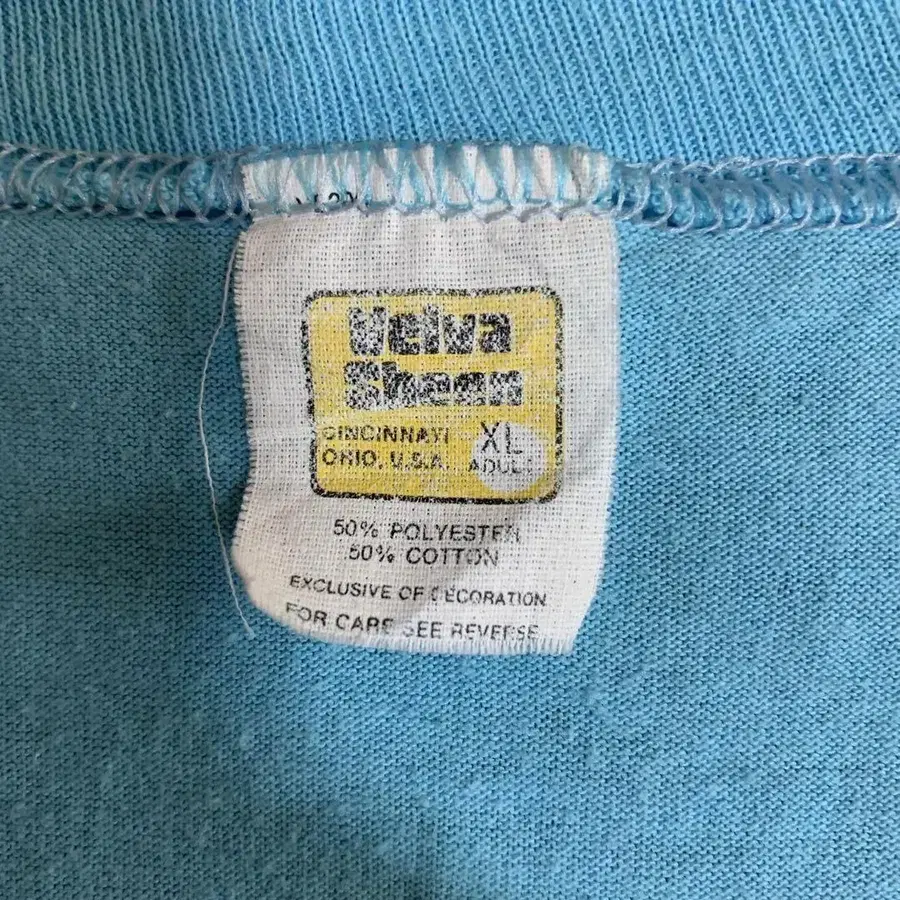 Velva
Sheen
CINCINNATI
OHIO, U.S.A.
XL
ADULT
50% POLYESTER
50% COTTON
EXCLUSIVE OF DECORATION
FOR CARE SEE REVERSE